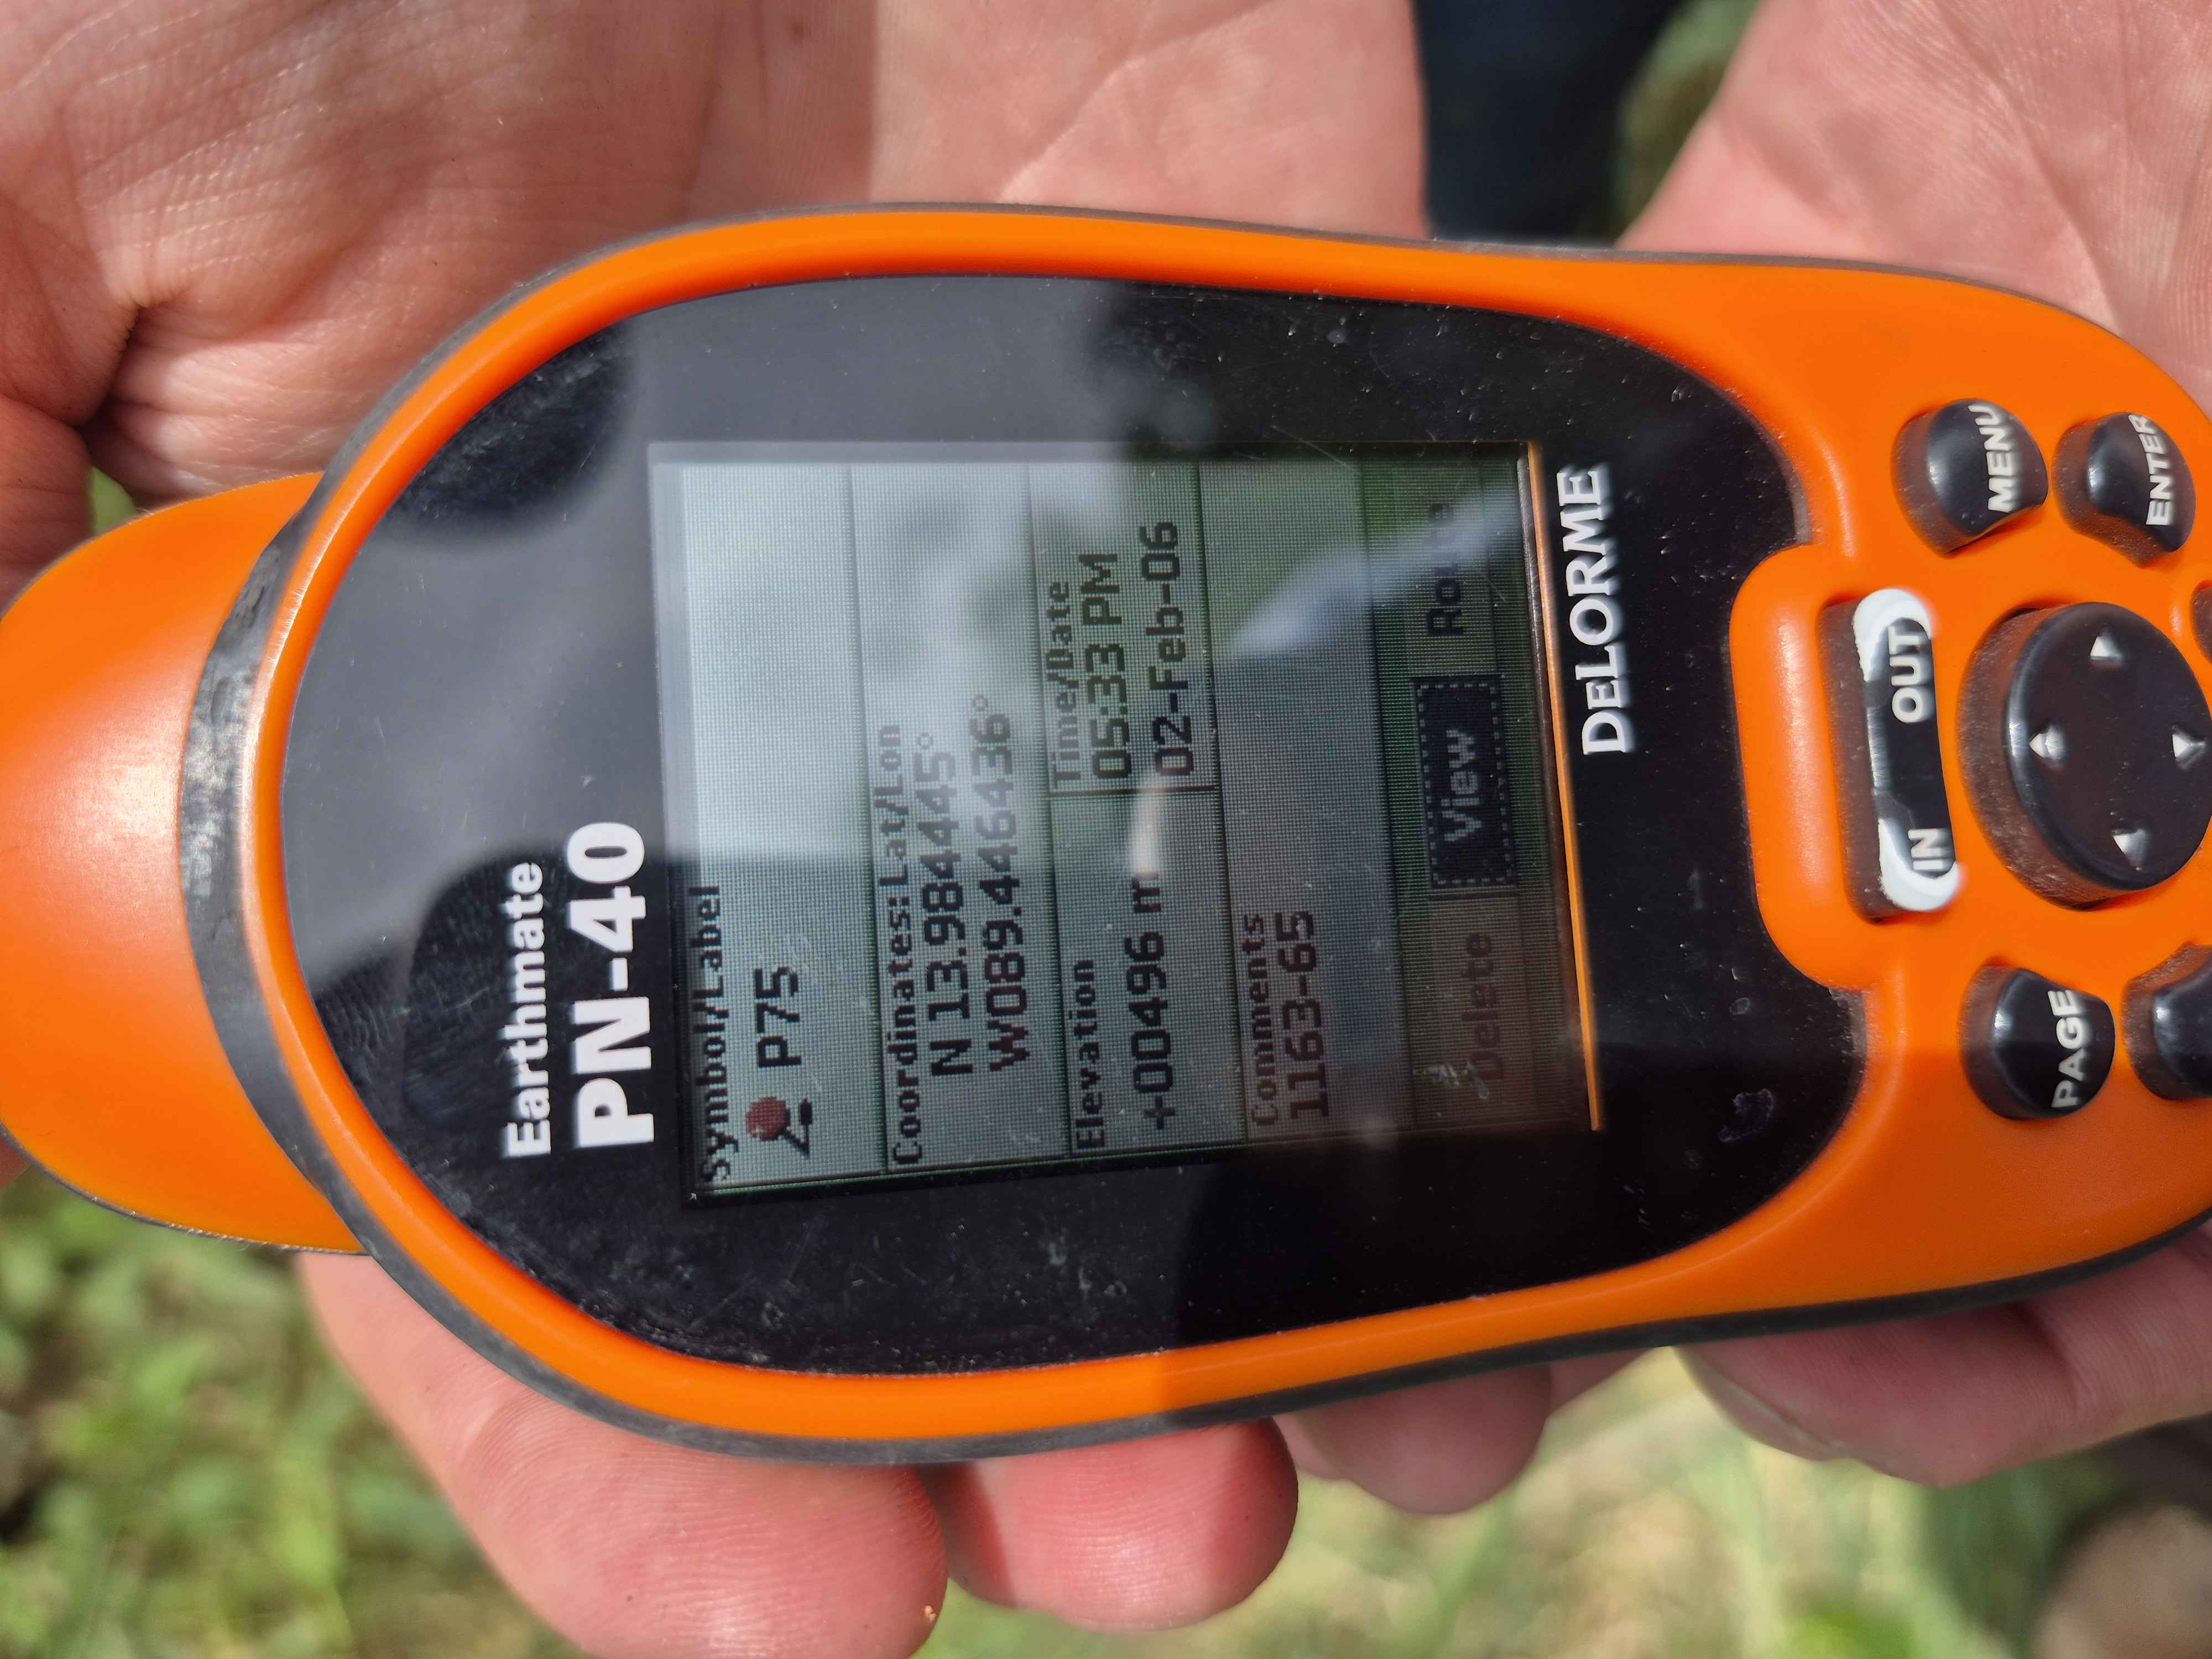 Earthmate
PN-40
Symbol/Label
P75
Coordinates:Lat/Lon
N 13.984445°
W089.446436°
Elevation
+00496 m
Time/Date
05:33 PM
02-Feb-06
Comments
1163-65
Delete
View
Route
DELORME
IN
OUT
PAGE
MENU
ENTER